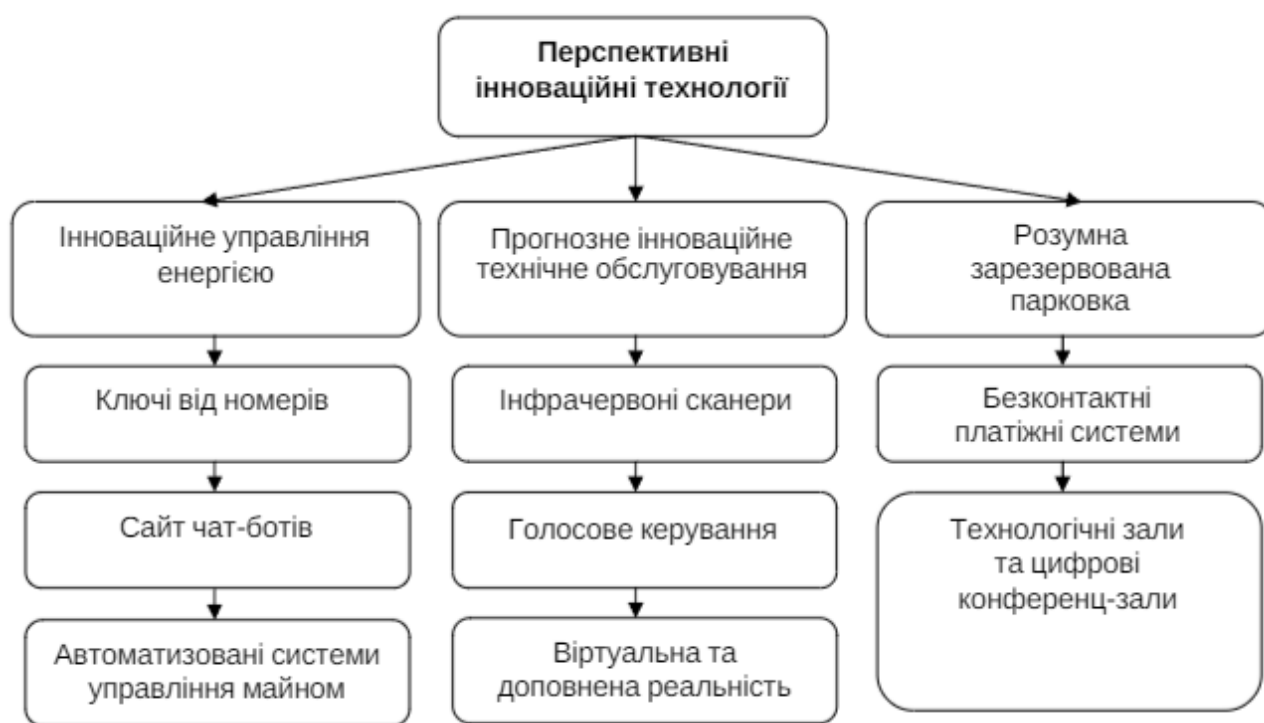 Перспективні
інноваційні технології
Інноваційне управління
енергією
Прогнозне інноваційне
технічне обслуговування
Розумна
зарезервована
парковка
Ключі від номерів
Інфрачервоні сканери
Безконтактні
платіжні системи
Сайт чат-ботів
Голосове керування
Технологічні зали
та цифрові
конференц-зали
Автоматизовані системи
управління майном
Віртуальна та
доповнена реальність